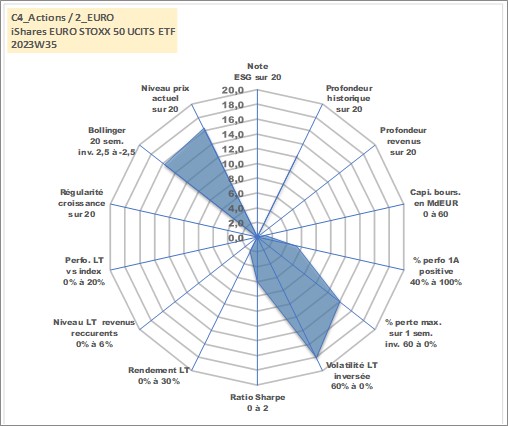 C4_Actions / 2_EURO
iShares EURO STOXX 50 UCITS ETF
2023W35
Note
ESG sur 20
Profondeur
historique
sur 20
Profondeur
revenus
sur 20
Capi. bours.
en MdEUR
0 à 60
% perfo 1A
positive
40% à 100%
% perte max.
sur 1 sem.
inv. 60 à 0%
Volatilité LT
inversée
60% à 0%
Ratio Sharpe
0 à 2
Rendement LT
0% à 30%
Niveau LT revenus
reccurents
0% à 6%
Perfo. LT
vs index
0% à 20%
Régularité
croissance
sur 20
Bollinger
20 sem.
inv. 2,5 à -2,5
Niveau prix
actuel
sur 20
20,0
18,0
16,0
14,0
12,0
10,0
8,0
6,0
4,0
2,0
0,0